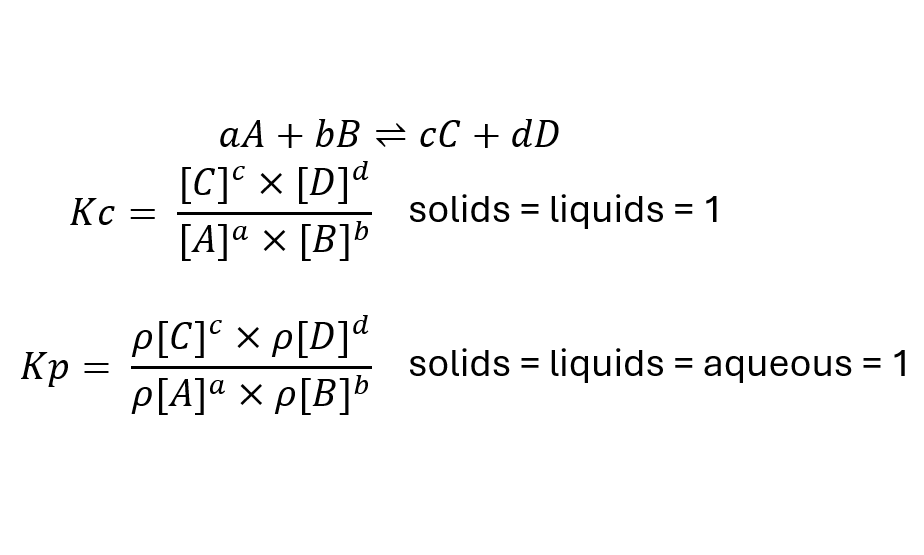 aA + bB ⇌ cC + dD
Kc = [C]ᶜ × [D]ᵈ / [A]ᵃ × [B]ᵇ solids = liquids = 1
Kp = ρ[C]ᶜ × ρ[D]ᵈ / ρ[A]ᵃ × ρ[B]ᵇ solids = liquids = aqueous = 1